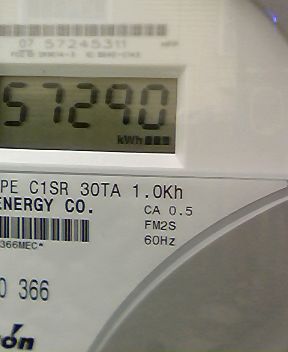 07 57245311
57290
kWh
PE C1SR 30TA 1.0Kh
ENERGY CO.
CA 0.5
FM2S
366MEC*
60Hz
0 366
ón